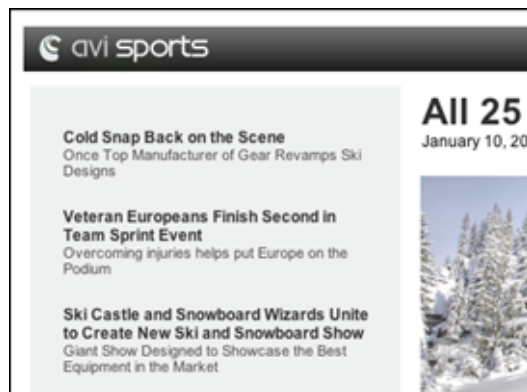 avi sports
Cold Snap Back on the Scene
Once Top Manufacturer of Gear Revamps Ski
Designs
Veteran Europeans Finish Second in
Team Sprint Event
Overcoming injuries helps put Europe on the
Podium
Ski Castle and Snowboard Wizards Unite
to Create New Ski and Snowboard Show
Giant Show Designed to Showcase the Best
Equipment in the Market
All 25
January 10, 20